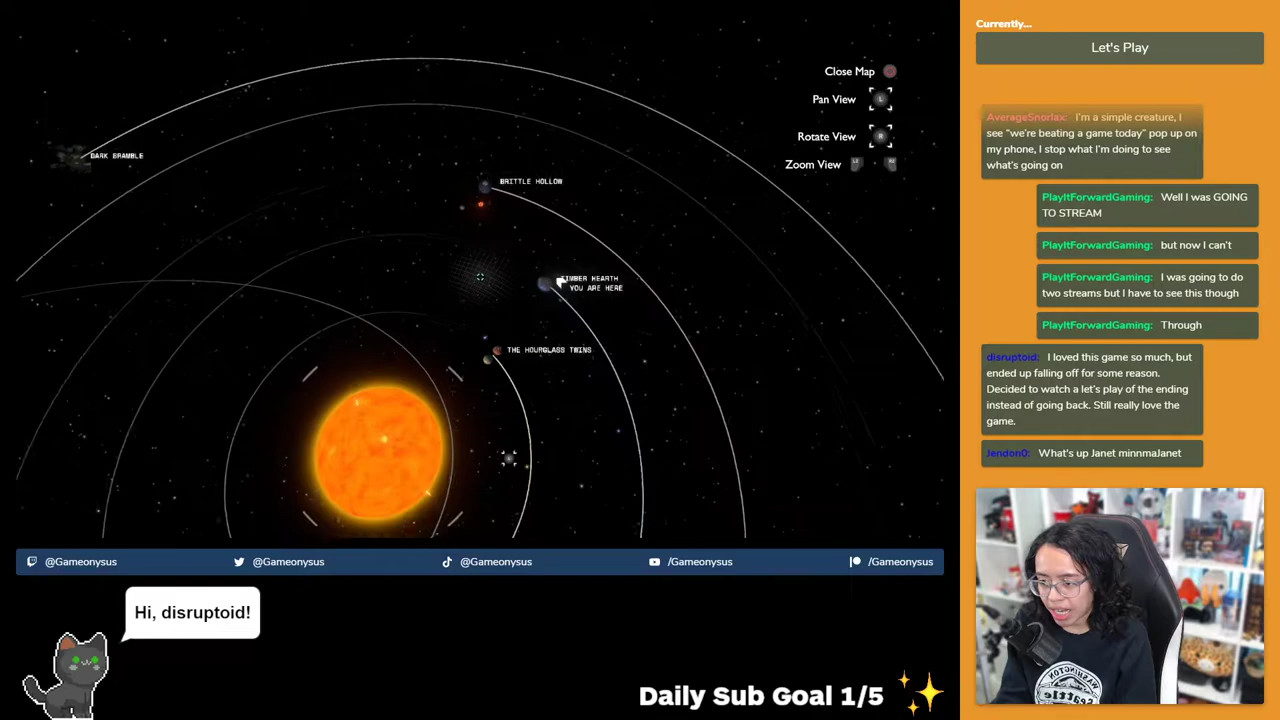 Close Map
Pan View
L
Rotate View
R
Zoom View
DARK BRAMBLE
BRITTLE HOLLOW
TIMBER HEARTH
YOU ARE HERE
THE HOURGLASS TWINS
@Gameonysus
@Gameonysus
@Gameonysus
/Gameonysus
/Gameonysus
Hi, disruptoid!
Daily Sub Goal 1/5
Currently...
Let's Play
AverageSnorlax: I'm a simple creature, I
see "we're beating a game today" pop up on
my phone, I stop what I'm doing to see
what's going on
PlayItForwardGaming: Well I was GOING
TO STREAM
PlayItForwardGaming: but now I can't
PlayItForwardGaming: I was going to do
two streams but I have to see this though
PlayItForwardGaming: Through
disruptoid: I loved this game so much, but
ended up falling off for some reason.
Decided to watch a let's play of the ending
instead of going back. Still really love the
game.
Jendon0: What's up Janet minnmaJanet
WASHINGTON
Seattle